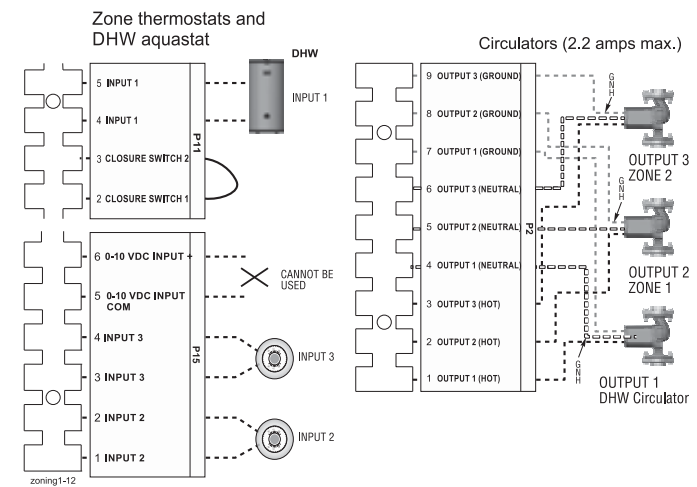 Zone thermostats and
DHW aquastat
DHW
5 INPUT 1
INPUT 1
4 INPUT 1
P11
3 CLOSURE SWITCH 2
2 CLOSURE SWITCH 1
6 0-10 VDC INPUT +
CANNOT BE
USED
5 0-10 VDC INPUT
COM
P15
4 INPUT 3
INPUT 3
3 INPUT 3
2 INPUT 2
INPUT 2
1 INPUT 2
zoning1-12
Circulators (2.2 amps max.)
9 OUTPUT 3 (GROUND)
8 OUTPUT 2 (GROUND)
7 OUTPUT 1 (GROUND)
6 OUTPUT 3 (NEUTRAL)
5 OUTPUT 2 (NEUTRAL)
4 OUTPUT 1 (NEUTRAL)
3 OUTPUT 3 (HOT)
2 OUTPUT 2 (HOT)
1 OUTPUT 1 (HOT)
P2
G
N
H
OUTPUT 3
ZONE 2
G
N
H
OUTPUT 2
ZONE 1
G
N
H
OUTPUT 1
DHW Circulator